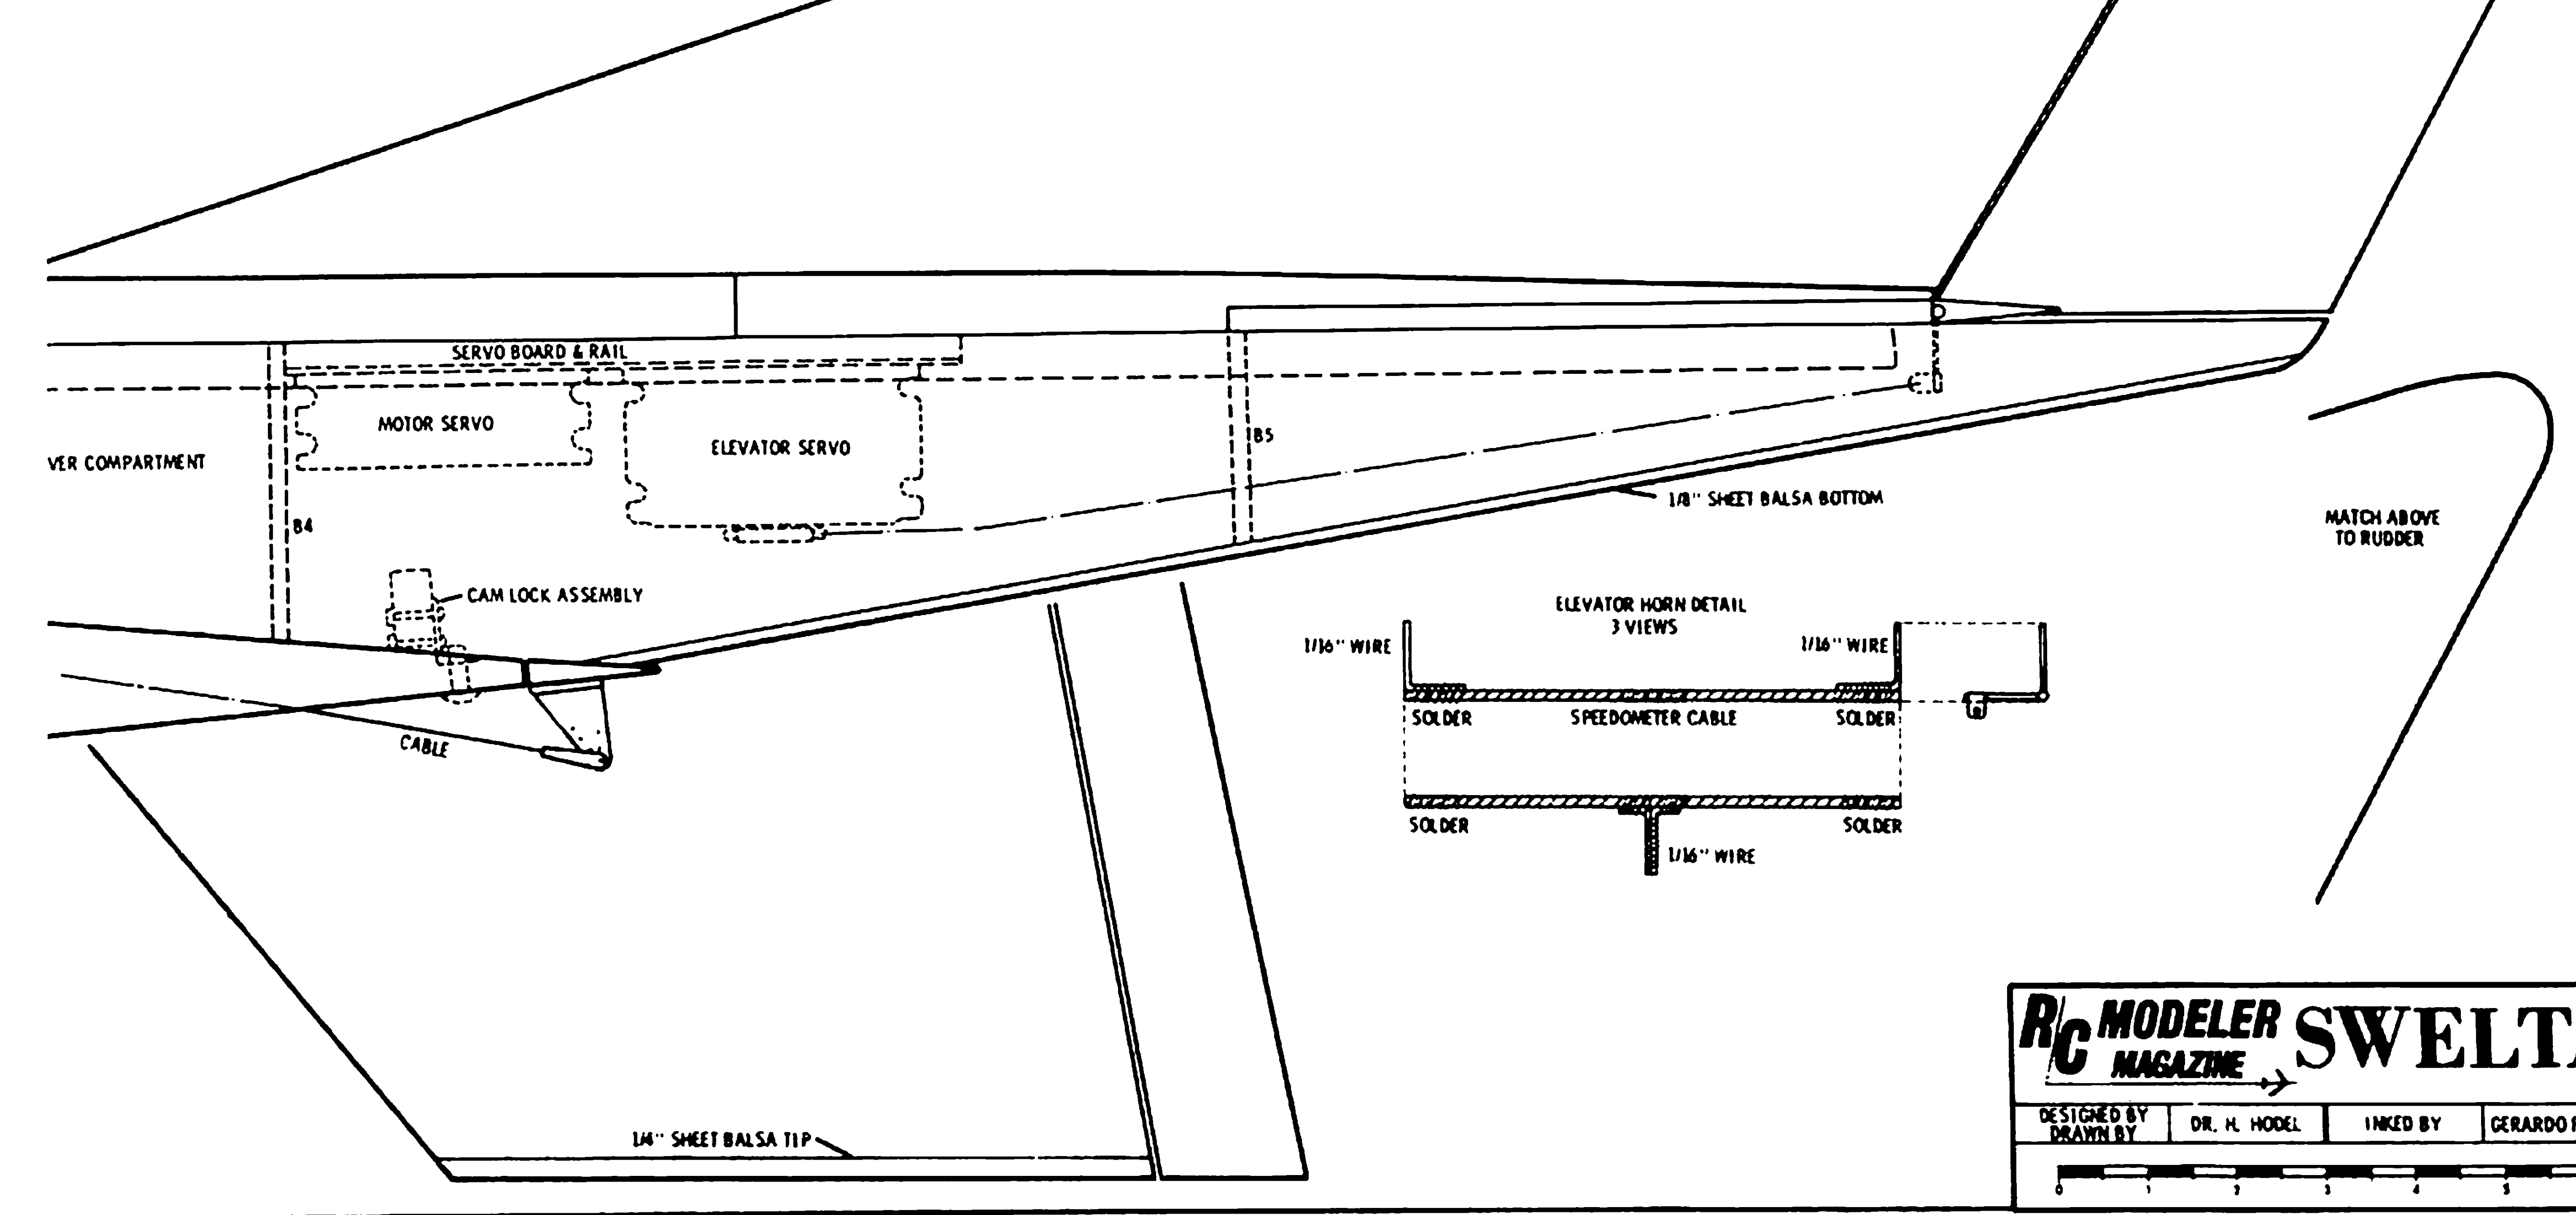 SERVO BOARD & RAIL
MOTOR SERVO
ELEVATOR SERVO
VER COMPARTMENT
B4
B5
1/8" SHEET BALSA BOTTOM
MATCH ABOVE
TO RUDDER
CAM LOCK ASSEMBLY
CABLE
ELEVATOR HORN DETAIL
3 VIEWS
1/16" WIRE
1/16" WIRE
SOLDER
SPEEDOMETER CABLE
SOLDER
SOLDER
SOLDER
1/16" WIRE
1/4" SHEET BALSA TIP
RC MODELER
MAGAZINE
SWELT
DESIGNED BY
DRAWN BY
DR. H. HODEL
INKED BY
GERARDO
0 1 2 3 4 5